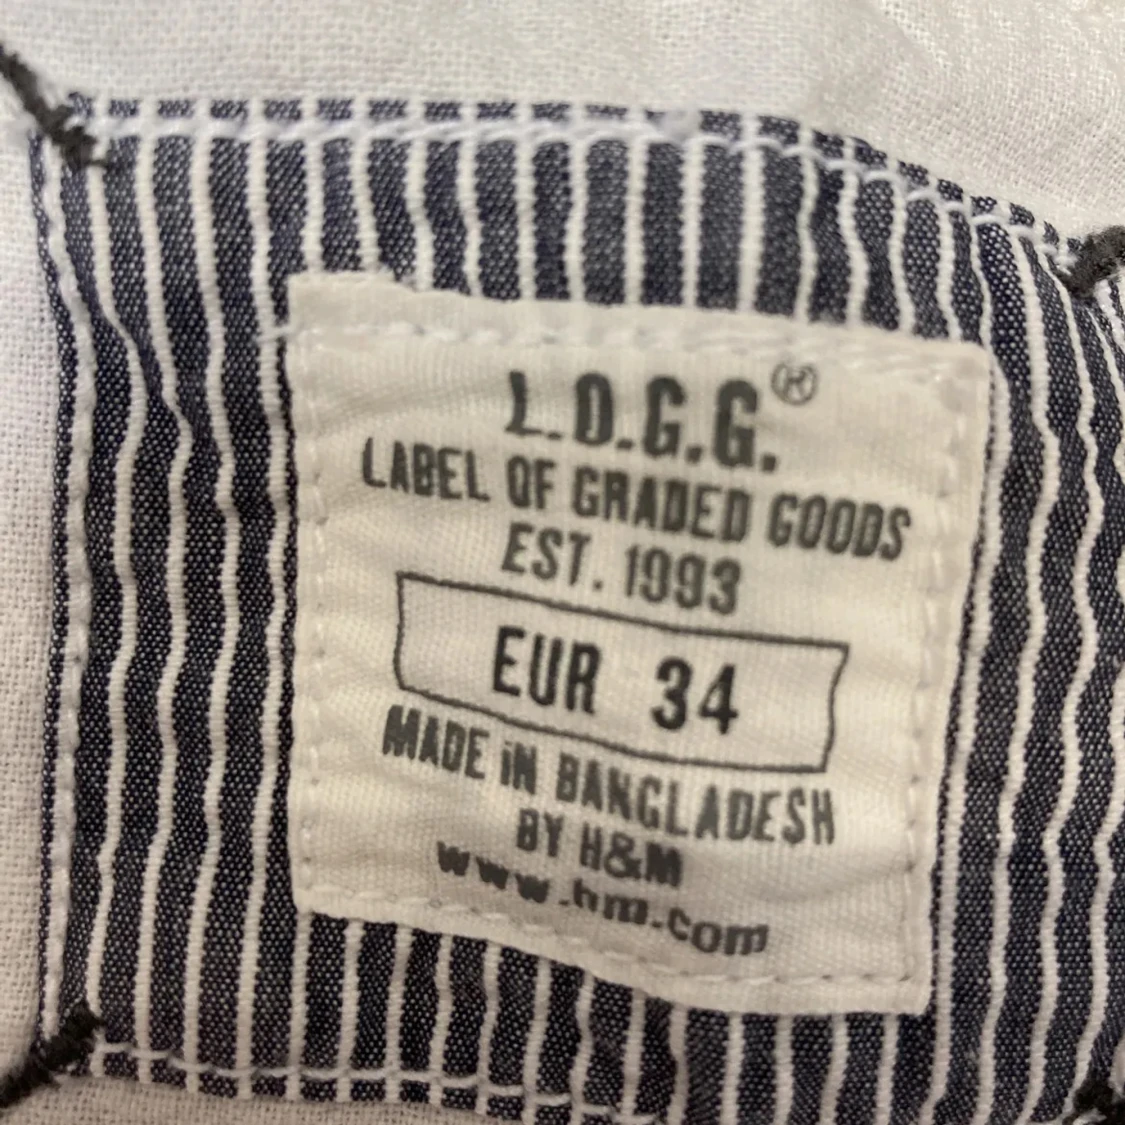 L.O.G.G.®
LABEL OF GRADED GOODS
EST. 1993
EUR 34
MADE iN BANGLADESH
BY H&M
www.hm.com